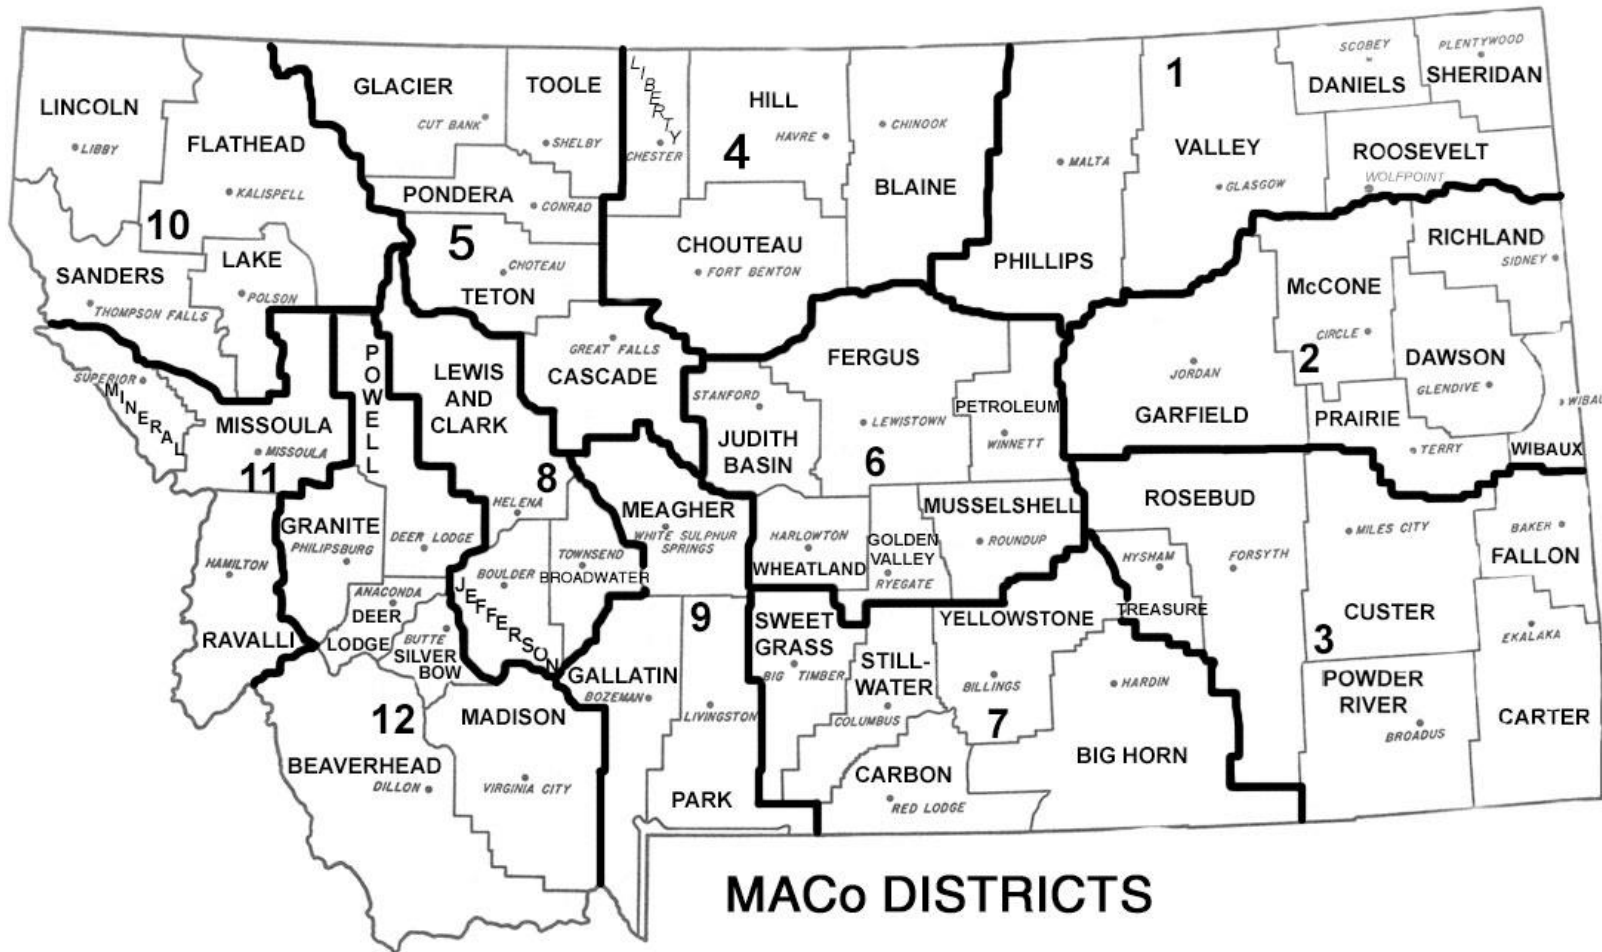 LINCOLN
LIBBY
FLATHEAD
KALISPELL
10
SANDERS
THOMPSON FALLS
LAKE
POLSON
GLACIER
CUT BANK
TOOLE
SHELBY
PONDERA
CONRAD
5
CHOTEAU
TETON
GREAT FALLS
CASCADE
LIBERTY
CHESTER
HILL
HAVRE
4
CHINOOK
BLAINE
CHOUTEAU
FORT BENTON
1
MALTA
PHILLIPS
VALLEY
GLASGOW
SCOBEY
DANIELS
PLENTYWOOD
SHERIDAN
ROOSEVELT
WOLFPOINT
RICHLAND
SIDNEY
McCONE
CIRCLE
2
DAWSON
GLENDIVE
JORDAN
GARFIELD
PRAIRIE
TERRY
WIBAU
WIBAUX
FERGUS
LEWISTOWN
6
PETROLEUM
WINNETT
STANFORD
JUDITH
BASIN
HARLOWTON
WHEATLAND
GOLDEN
VALLEY
RYEGATE
MUSSELSHELL
ROUNDUP
SUPERIOR
MINERAL
MISSOULA
MISSOULA
11
HAMILTON
RAVALLI
POWELL
DEER LODGE
GRANITE
PHILIPSBURG
ANACONDA
DEER
LODGE
BUTTE
SILVER
BOW
12
BEAVERHEAD
DILLON
MADISON
VIRGINIA CITY
LEWIS
AND
CLARK
8
HELENA
BOULDER
JEFFERSON
TOWNSEND
BROADWATER
MEAGHER
WHITE SULPHUR
SPRINGS
9
GALLATIN
BOZEMAN
LIVINGSTON
PARK
SWEET
GRASS
BIG TIMBER
STILL-
WATER
COLUMBUS
CARBON
RED LODGE
YELLOWSTONE
BILLINGS
7
HARDIN
BIG HORN
HYSHAM
TREASURE
ROSEBUD
FORSYTH
MILES CITY
CUSTER
3
BAKER
FALLON
EKALAKA
CARTER
POWDER
RIVER
BROADUS
MACo DISTRICTS